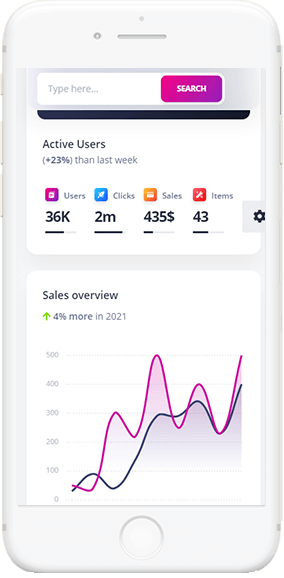 Type here...
SEARCH
Active Users
(+23%) than last week
Users Clicks Sales Items
36K 2m 435$ 43
Sales overview
4% more in 2021
500
400
300
200
100
0